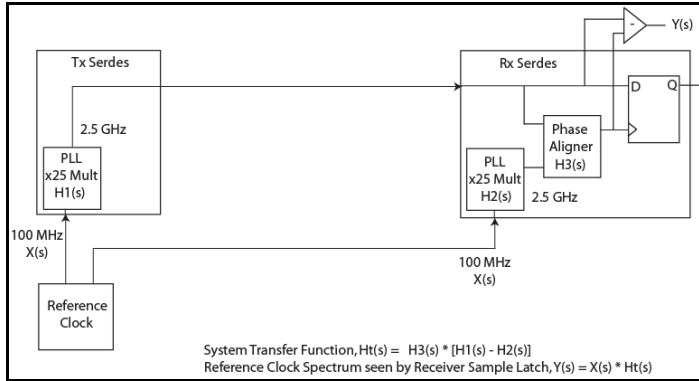 Y(s)
-
Tx Serdes
Rx Serdes
D
Q
2.5 GHz
PLL
x25 Mult
H1(s)
Phase
Aligner
H3(s)
PLL
x25 Mult
H2(s)
2.5 GHz
100 MHz
X(s)
100 MHz
X(s)
Reference
Clock
System Transfer Function, Ht(s) = H3(s) * [H1(s) - H2(s)]
Reference Clock Spectrum seen by Receiver Sample Latch, Y(s) = X(s) * Ht(s)